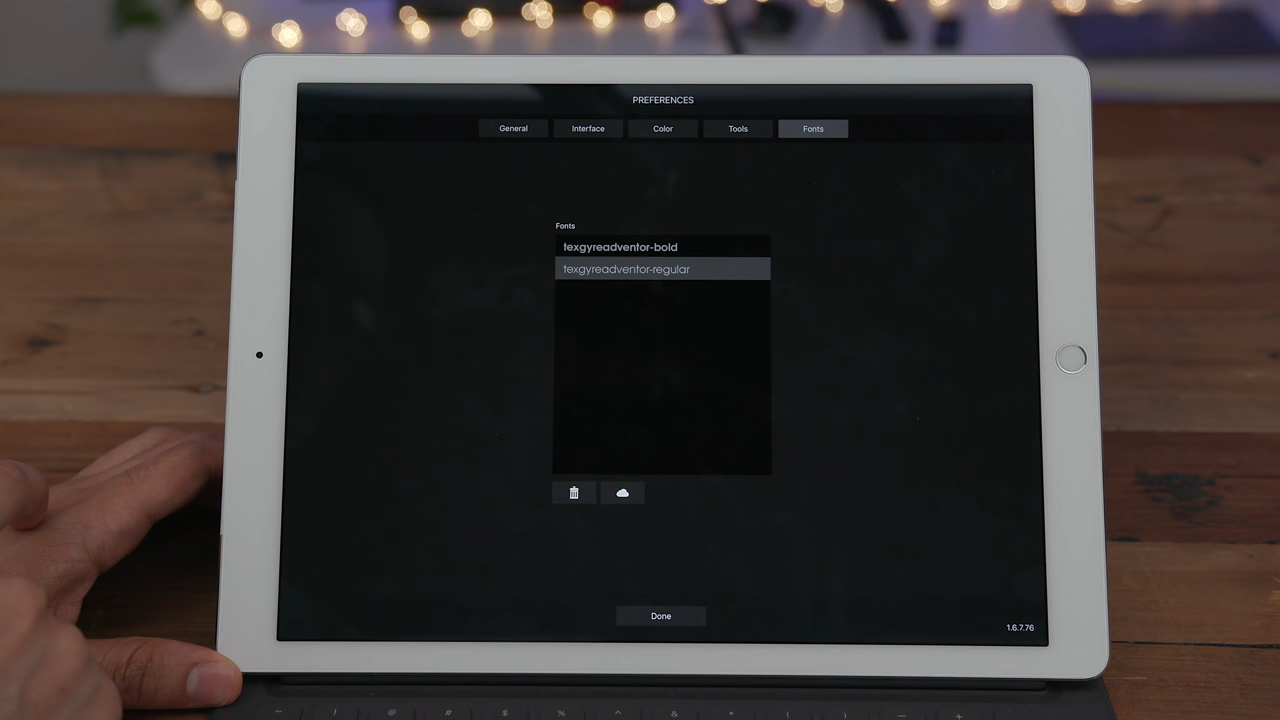 PREFERENCES
General Interface Color Tools Fonts
Fonts
texgyreadventor-bold
texgyreadventor-regular
Done
1.6.7.76
~ ! @ # $ % ^ & * ( ) — +